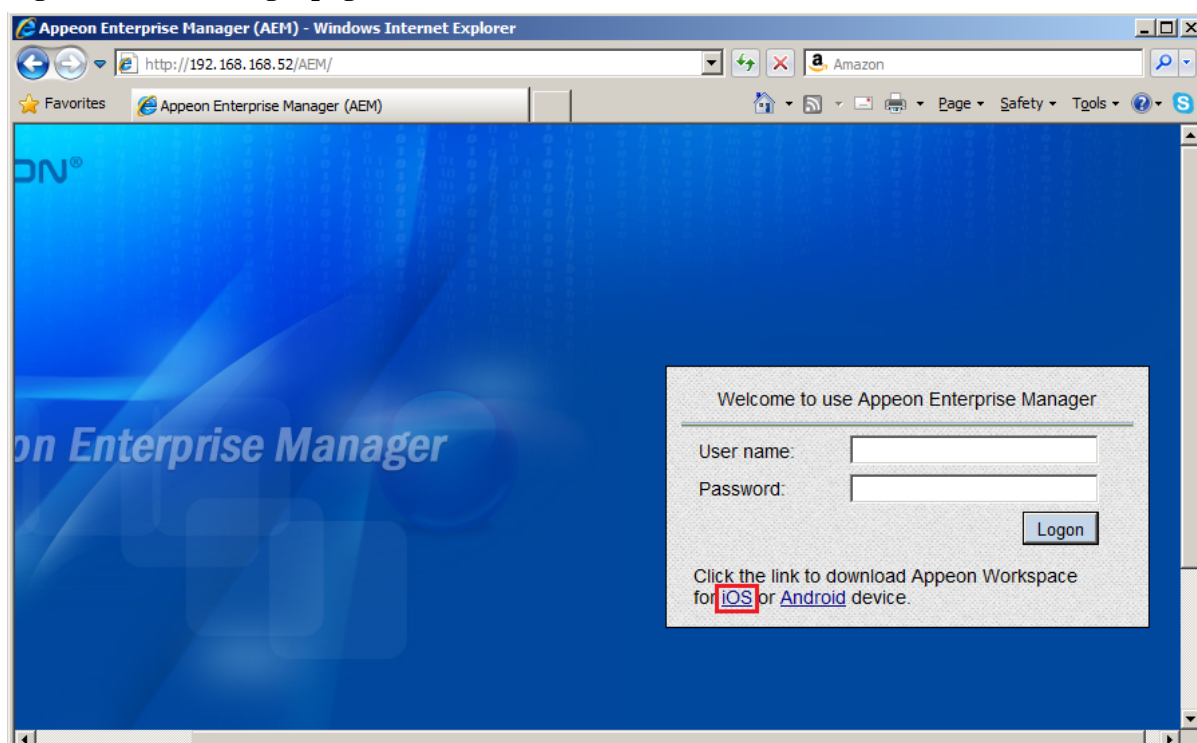 Appeon Enterprise Manager (AEM) - Windows Internet Explorer
http://192.168.168.52/AEM/
Amazon
Favorites
Appeon Enterprise Manager (AEM)
Page
Safety
Tools
ON®
on Enterprise Manager
Welcome to use Appeon Enterprise Manager
User name:
Password:
Logon
Click the link to download Appeon Workspace
for iOS or Android device.